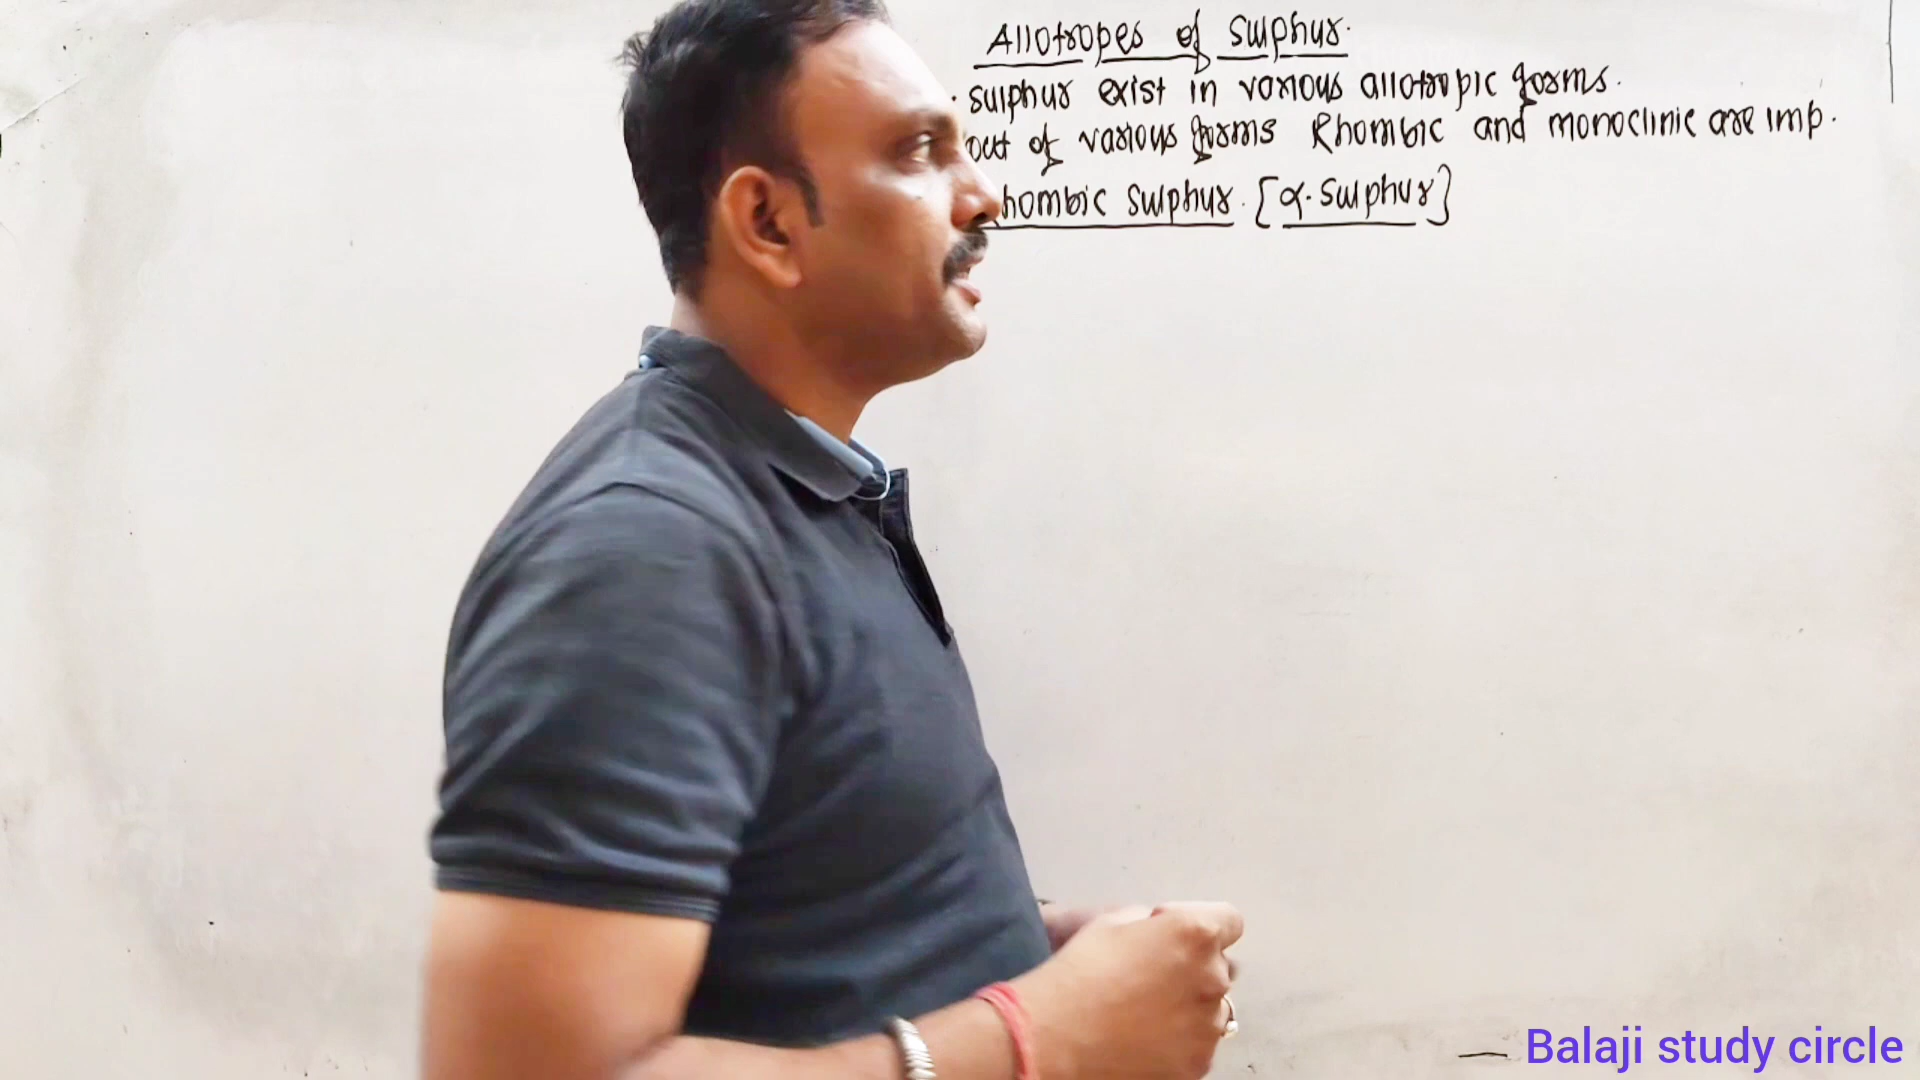 Allotropes of Sulphur.
. Sulphur exist in various allotropic forms.
out of various forms Rhombic and monoclinic are imp.
hombic Sulphur. [α-Sulphur]
— Balaji study circle